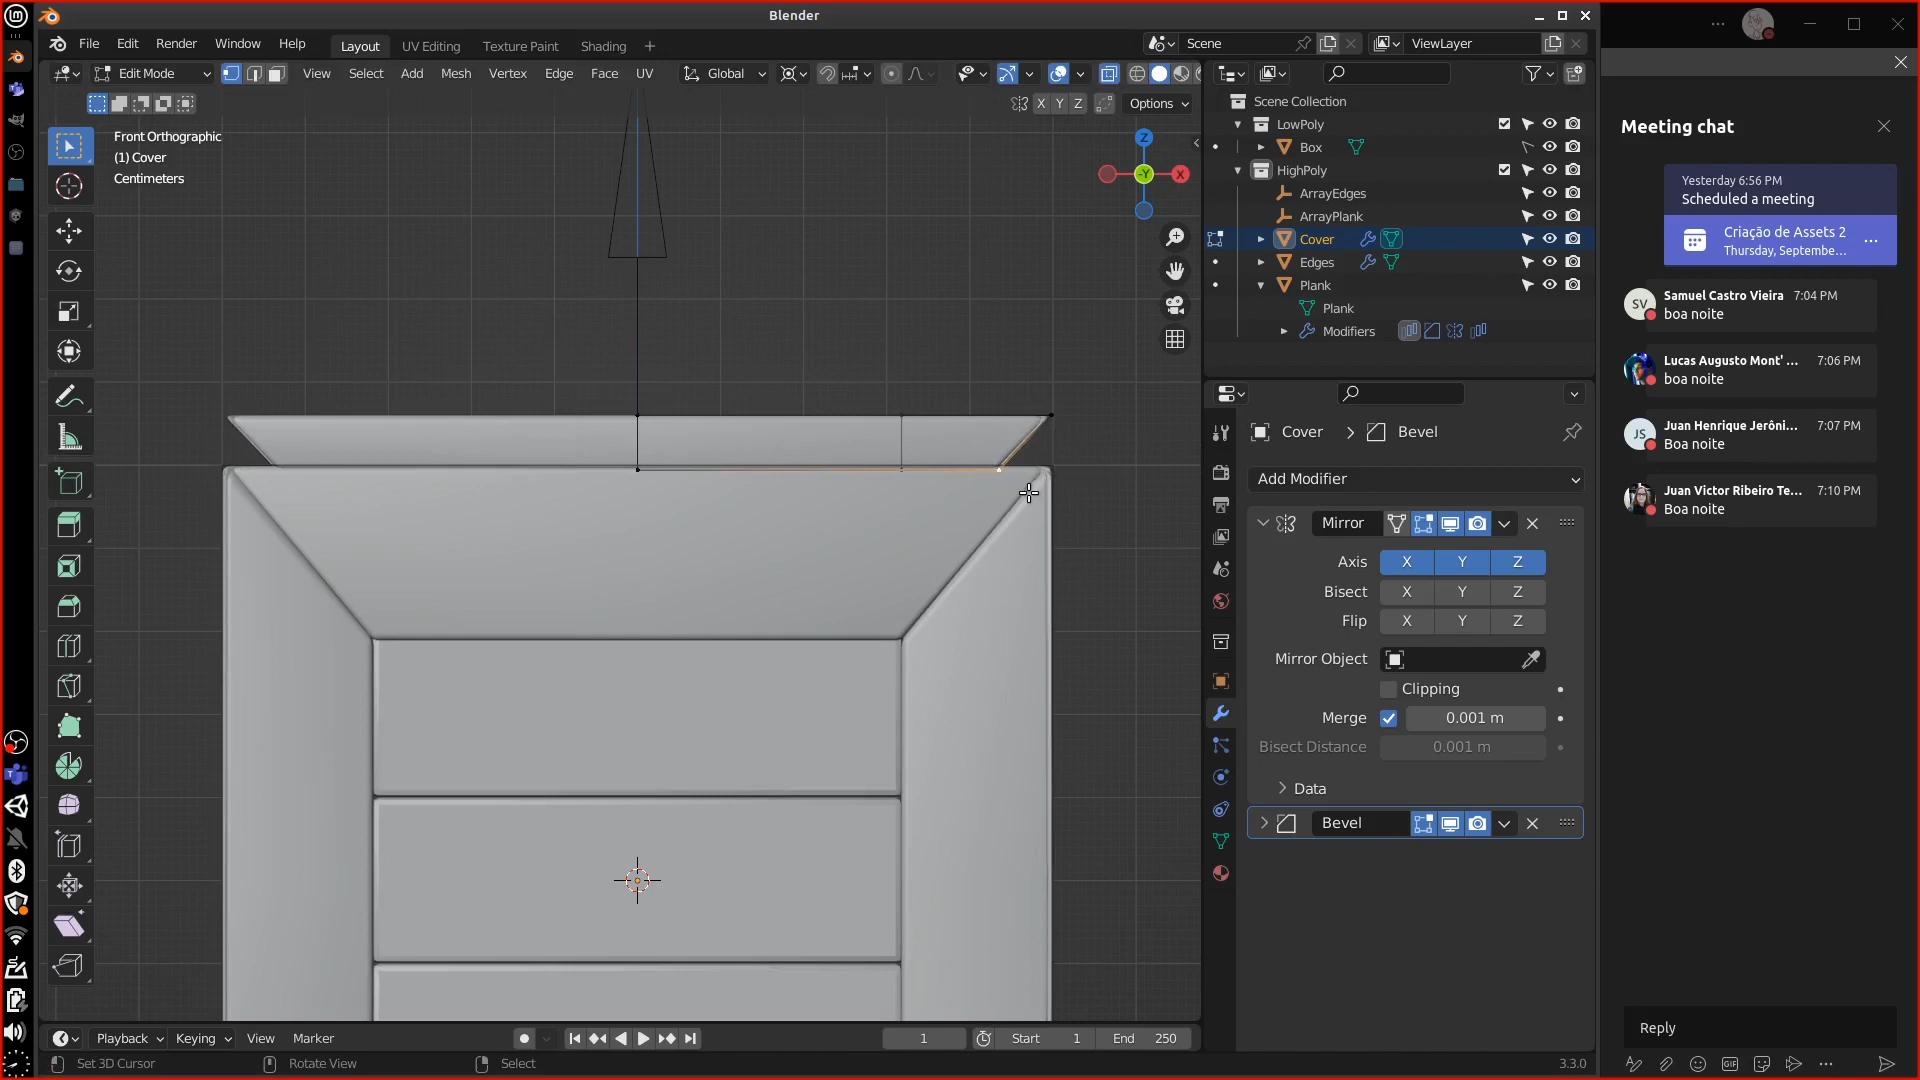 Blender
File Edit Render Window Help
Layout UV Editing Texture Paint Shading +
Scene
ViewLayer
Edit Mode
View Select Add Mesh Vertex Edge Face UV
Global
X Y Z
Options
Front Orthographic
(1) Cover
Centimeters
Z
-Y
X
Scene Collection
LowPoly
Box
HighPoly
ArrayEdges
ArrayPlank
Cover
Edges
Plank
Plank
Modifiers
Cover > Bevel
Add Modifier
Mirror
Axis X Y Z
Bisect X Y Z
Flip X Y Z
Mirror Object
Clipping
Merge 0.001 m
Bisect Distance 0.001 m
Data
Bevel
Playback Keying View Marker
1
Start 1 End 250
Set 3D Cursor
Rotate View
Select
3.3.0
Meeting chat
Yesterday 6:56 PM
Scheduled a meeting
Criação de Assets 2
Thursday, Septembe...
SV
Samuel Castro Vieira 7:04 PM
boa noite
Lucas Augusto Mont' ... 7:06 PM
boa noite
JS
Juan Henrique Jerôni... 7:07 PM
Boa noite
Juan Victor Ribeiro Te... 7:10 PM
Boa noite
Reply
GIF